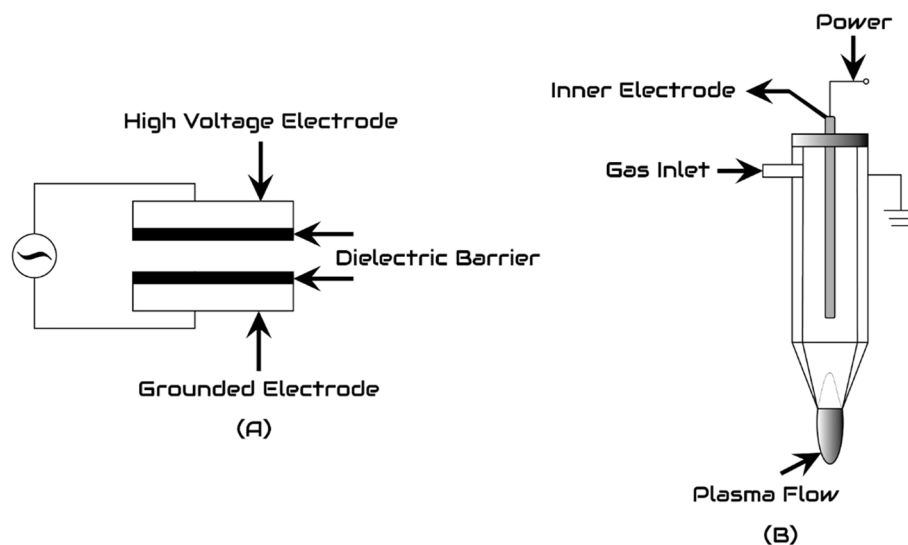 High Voltage Electrode
Dielectric Barrier
Grounded Electrode
(A)
Power
Inner Electrode
Gas Inlet
Plasma Flow
(B)